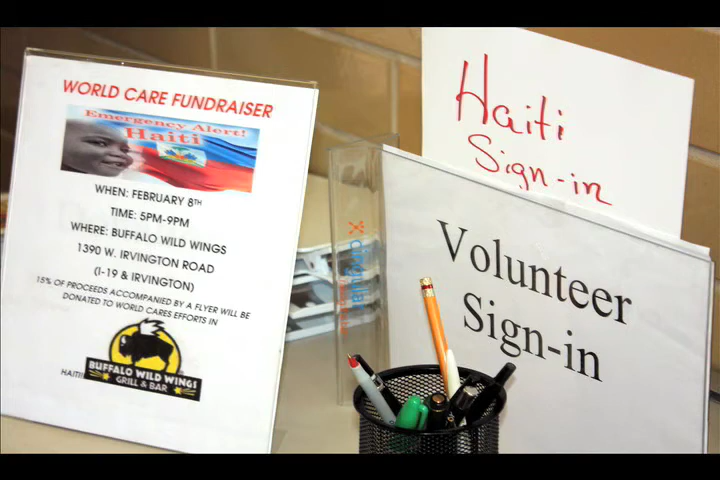 WORLD CARE FUNDRAISER
Emergency Alert!
Haiti
WHEN: FEBRUARY 8TH
TIME: 5PM-9PM
WHERE: BUFFALO WILD WINGS
1390 W. IRVINGTON ROAD
(I-19 & IRVINGTON)
15% OF PROCEEDS ACCOMPANIED BY A FLYER WILL BE
DONATED TO WORLD CARES EFFORTS IN
HAITI!
BUFFALO WILD WINGS
GRILL & BAR
cingular
Haiti
Sign-in
Volunteer
Sign-in